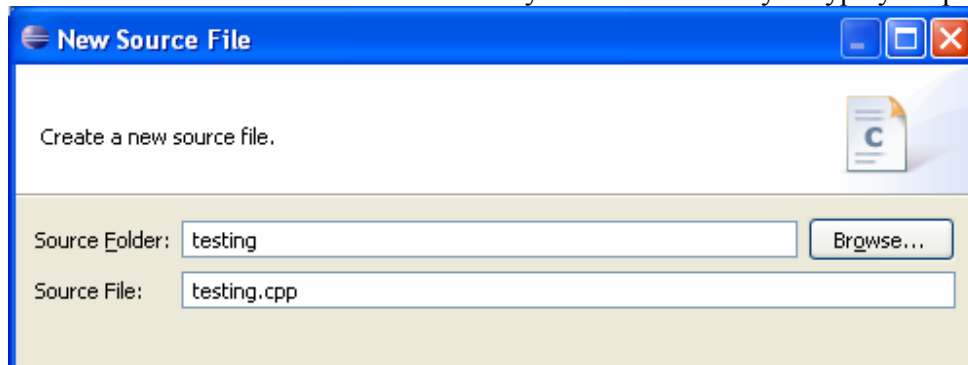 New Source File
Create a new source file.
C
Source Folder: testing Browse...
Source File: testing.cpp